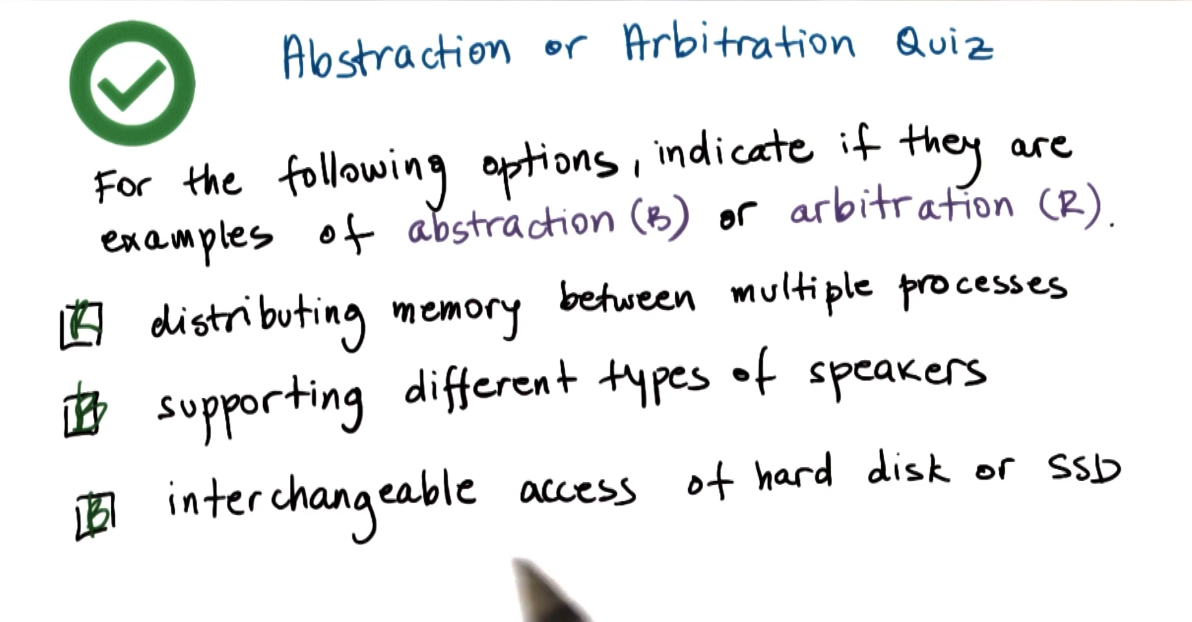 Abstraction or Arbitration Quiz
For the following options, indicate if they are
examples of abstraction (B) or arbitration (R).
R distributing memory between multiple processes
B supporting different types of speakers
B interchangeable access of hard disk or SSD